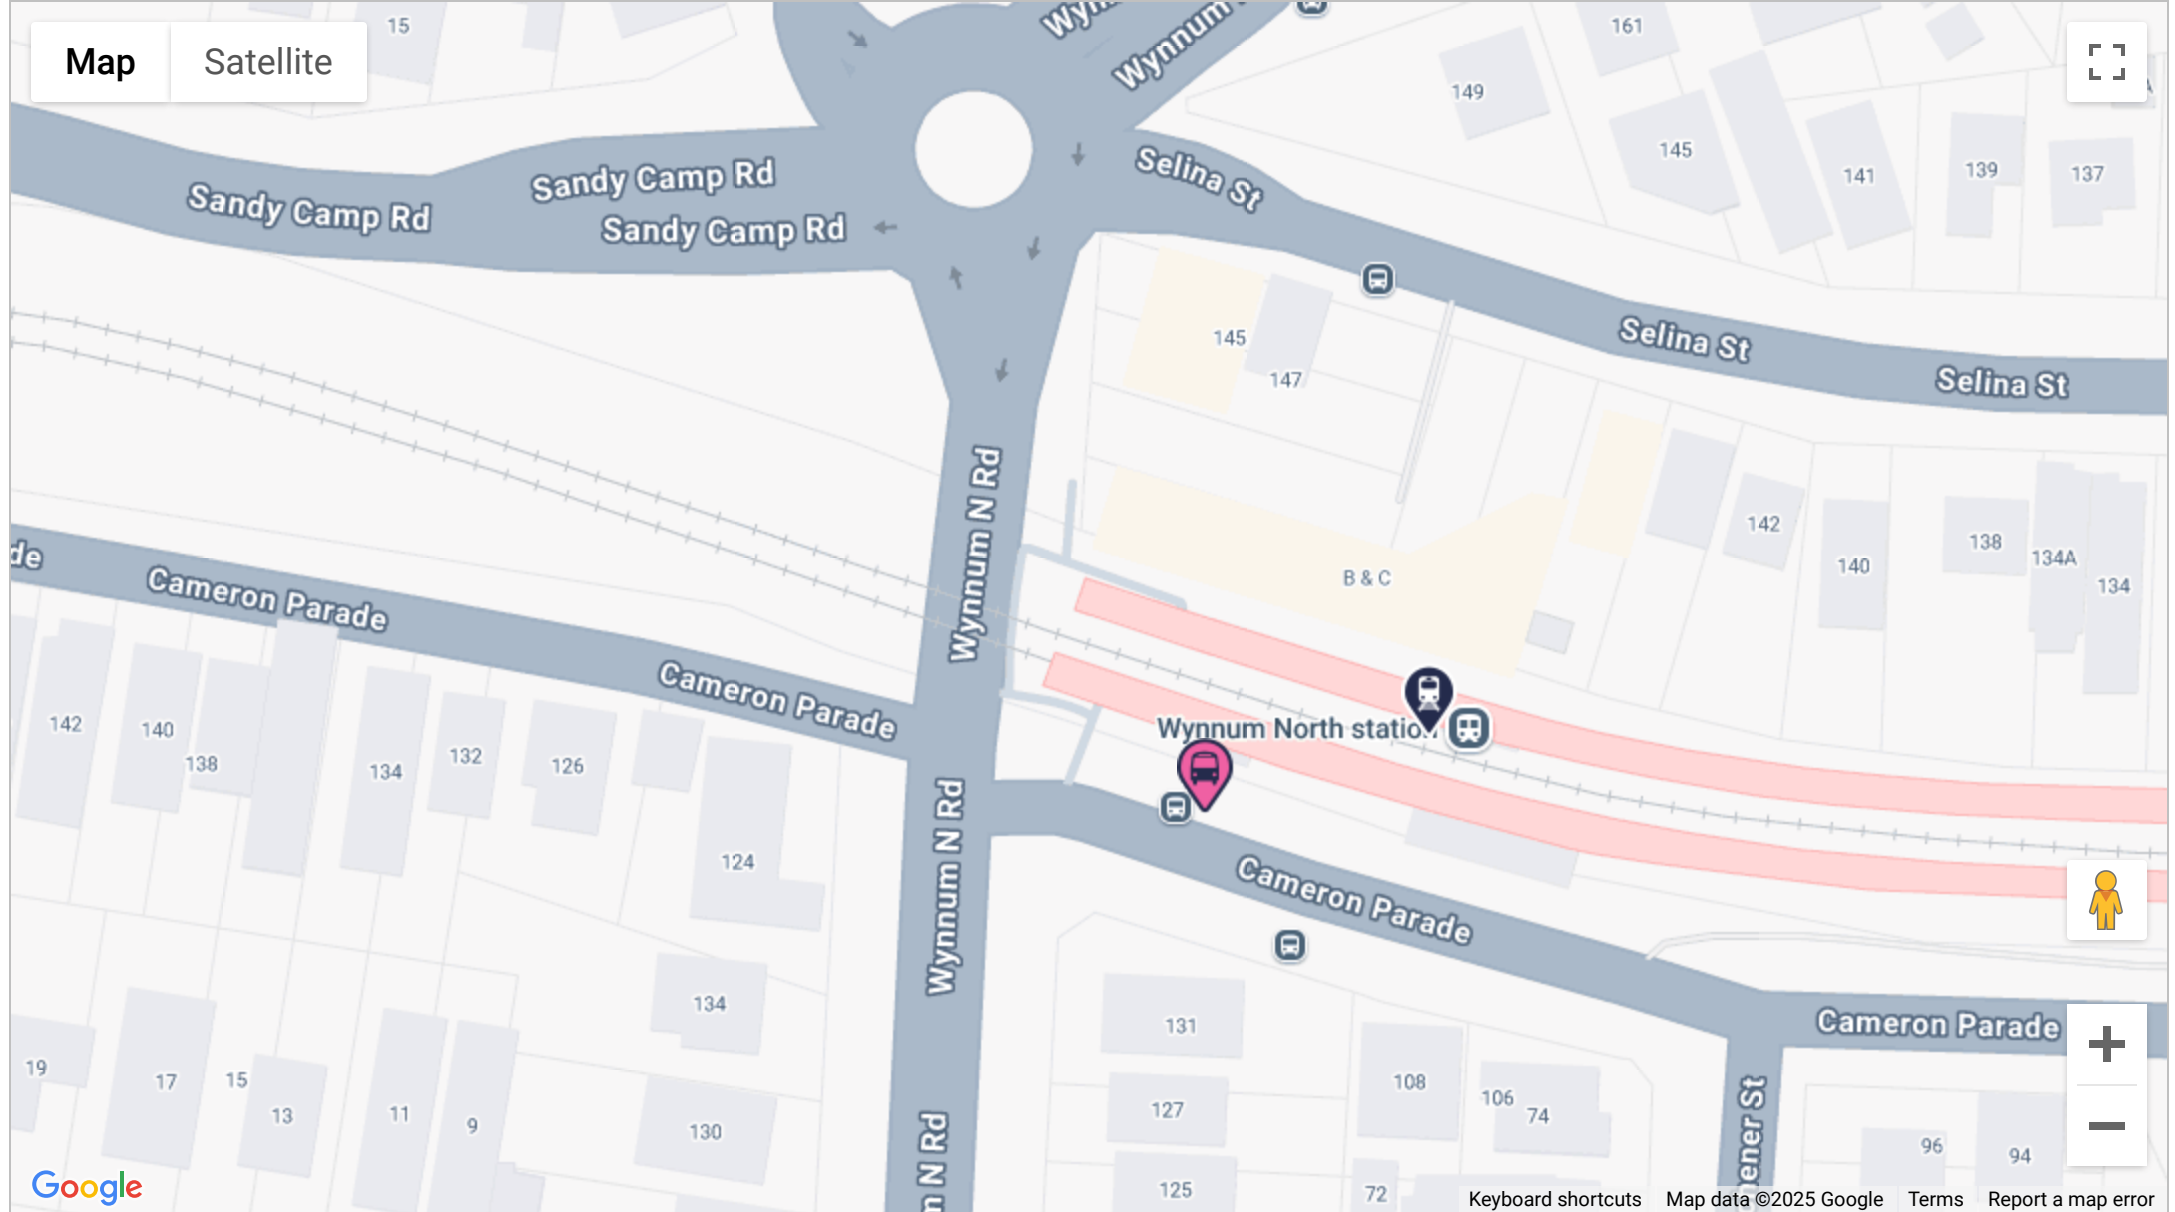 Map
Satellite
15
Wynnum
161
149
145
141
139
137
Sandy Camp Rd
Sandy Camp Rd
Sandy Camp Rd
Selina St
Selina St
Selina St
145
147
Wynnum N Rd
B & C
142
140
138
134A
134
de
Cameron Parade
Cameron Parade
Wynnum North station
142
140
138
134
132
126
124
Wynnum N Rd
Cameron Parade
Cameron Parade
134
130
19
17
15
13
11
9
131
127
125
108
106
74
72
96
94
Google
Keyboard shortcuts
Map data ©2025 Google
Terms
Report a map error